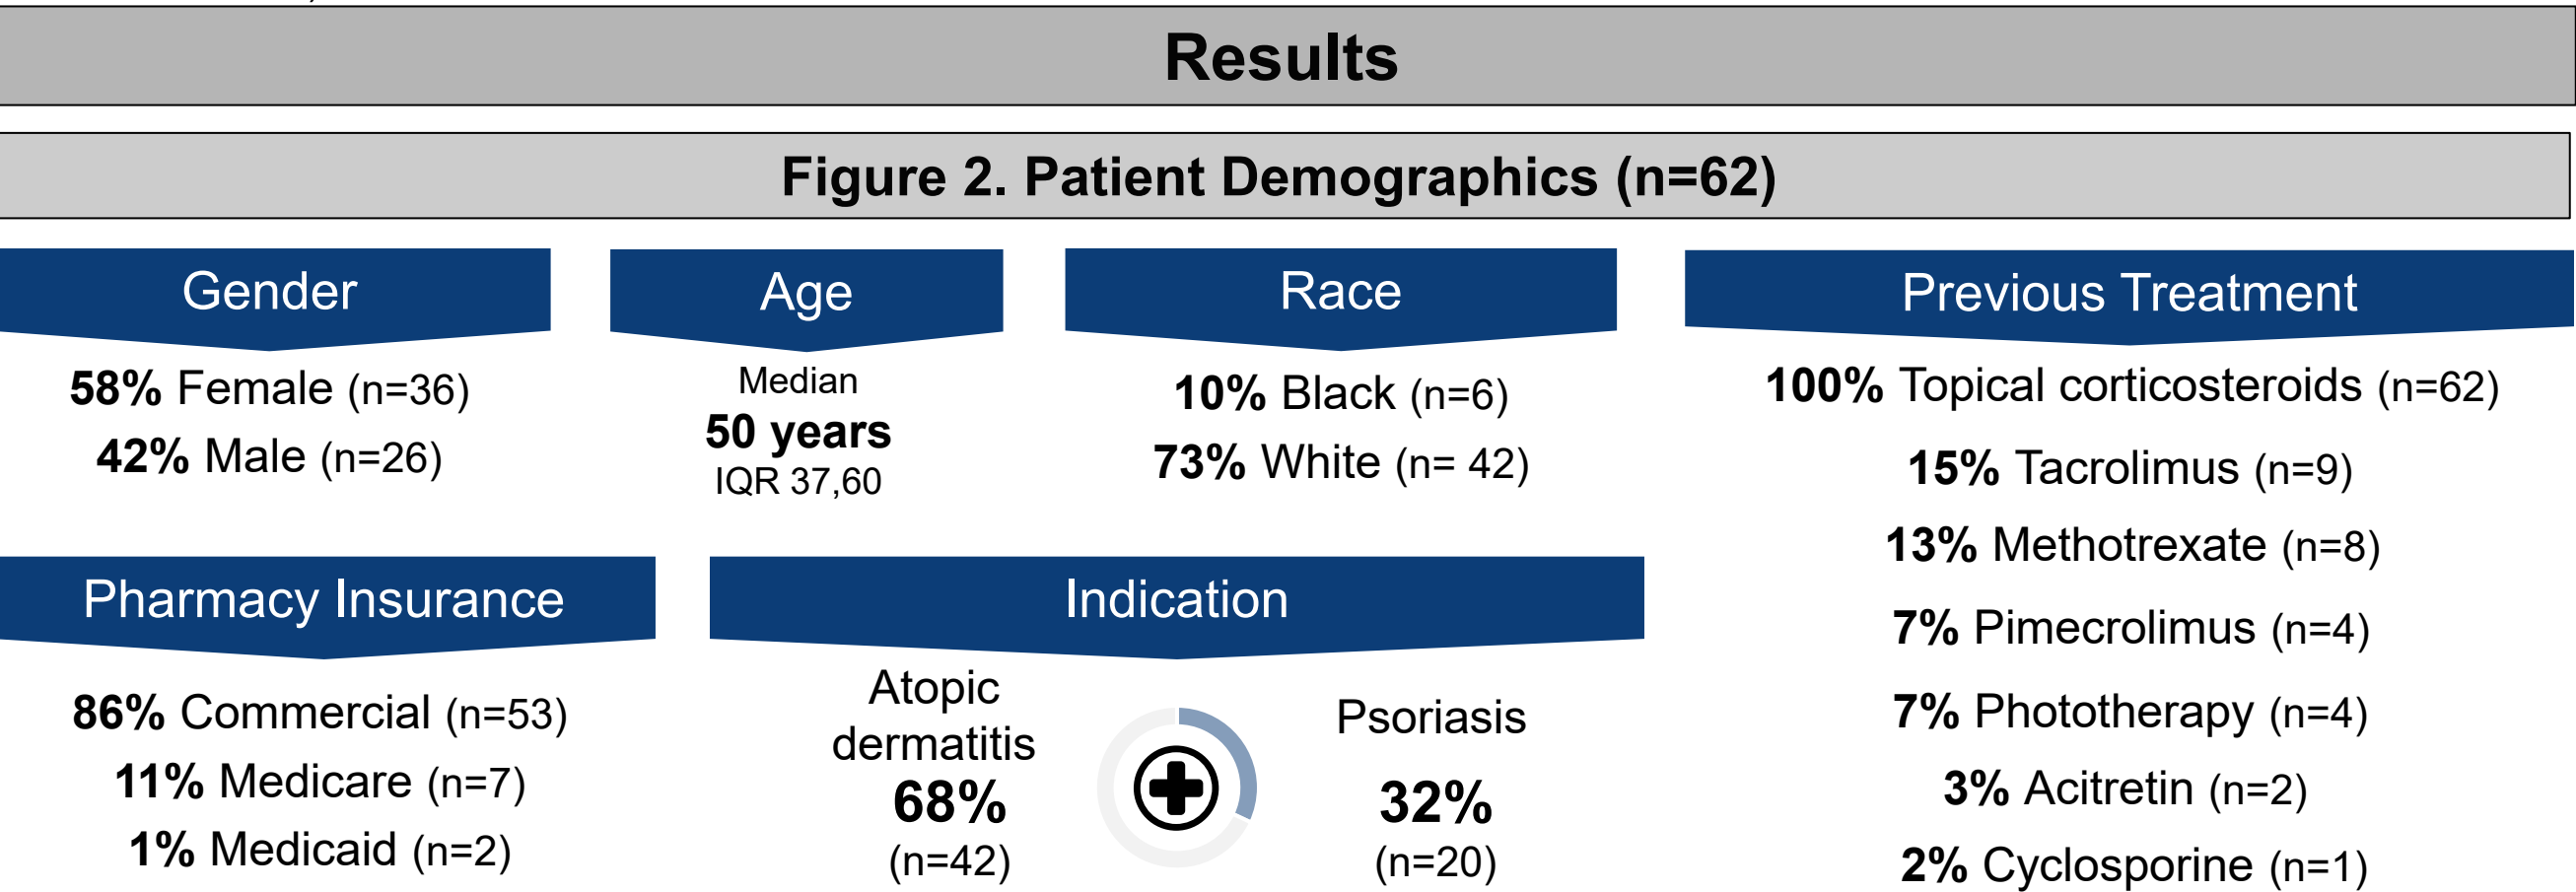 Results
Figure 2. Patient Demographics (n=62)
Gender
58% Female (n=36)
42% Male (n=26)
Age
Median
50 years
IQR 37,60
Race
10% Black (n=6)
73% White (n= 42)
Previous Treatment
100% Topical corticosteroids (n=62)
15% Tacrolimus (n=9)
13% Methotrexate (n=8)
7% Pimecrolimus (n=4)
7% Phototherapy (n=4)
3% Acitretin (n=2)
2% Cyclosporine (n=1)
Pharmacy Insurance
86% Commercial (n=53)
11% Medicare (n=7)
1% Medicaid (n=2)
Indication
Atopic
dermatitis
68%
(n=42)
Psoriasis
32%
(n=20)